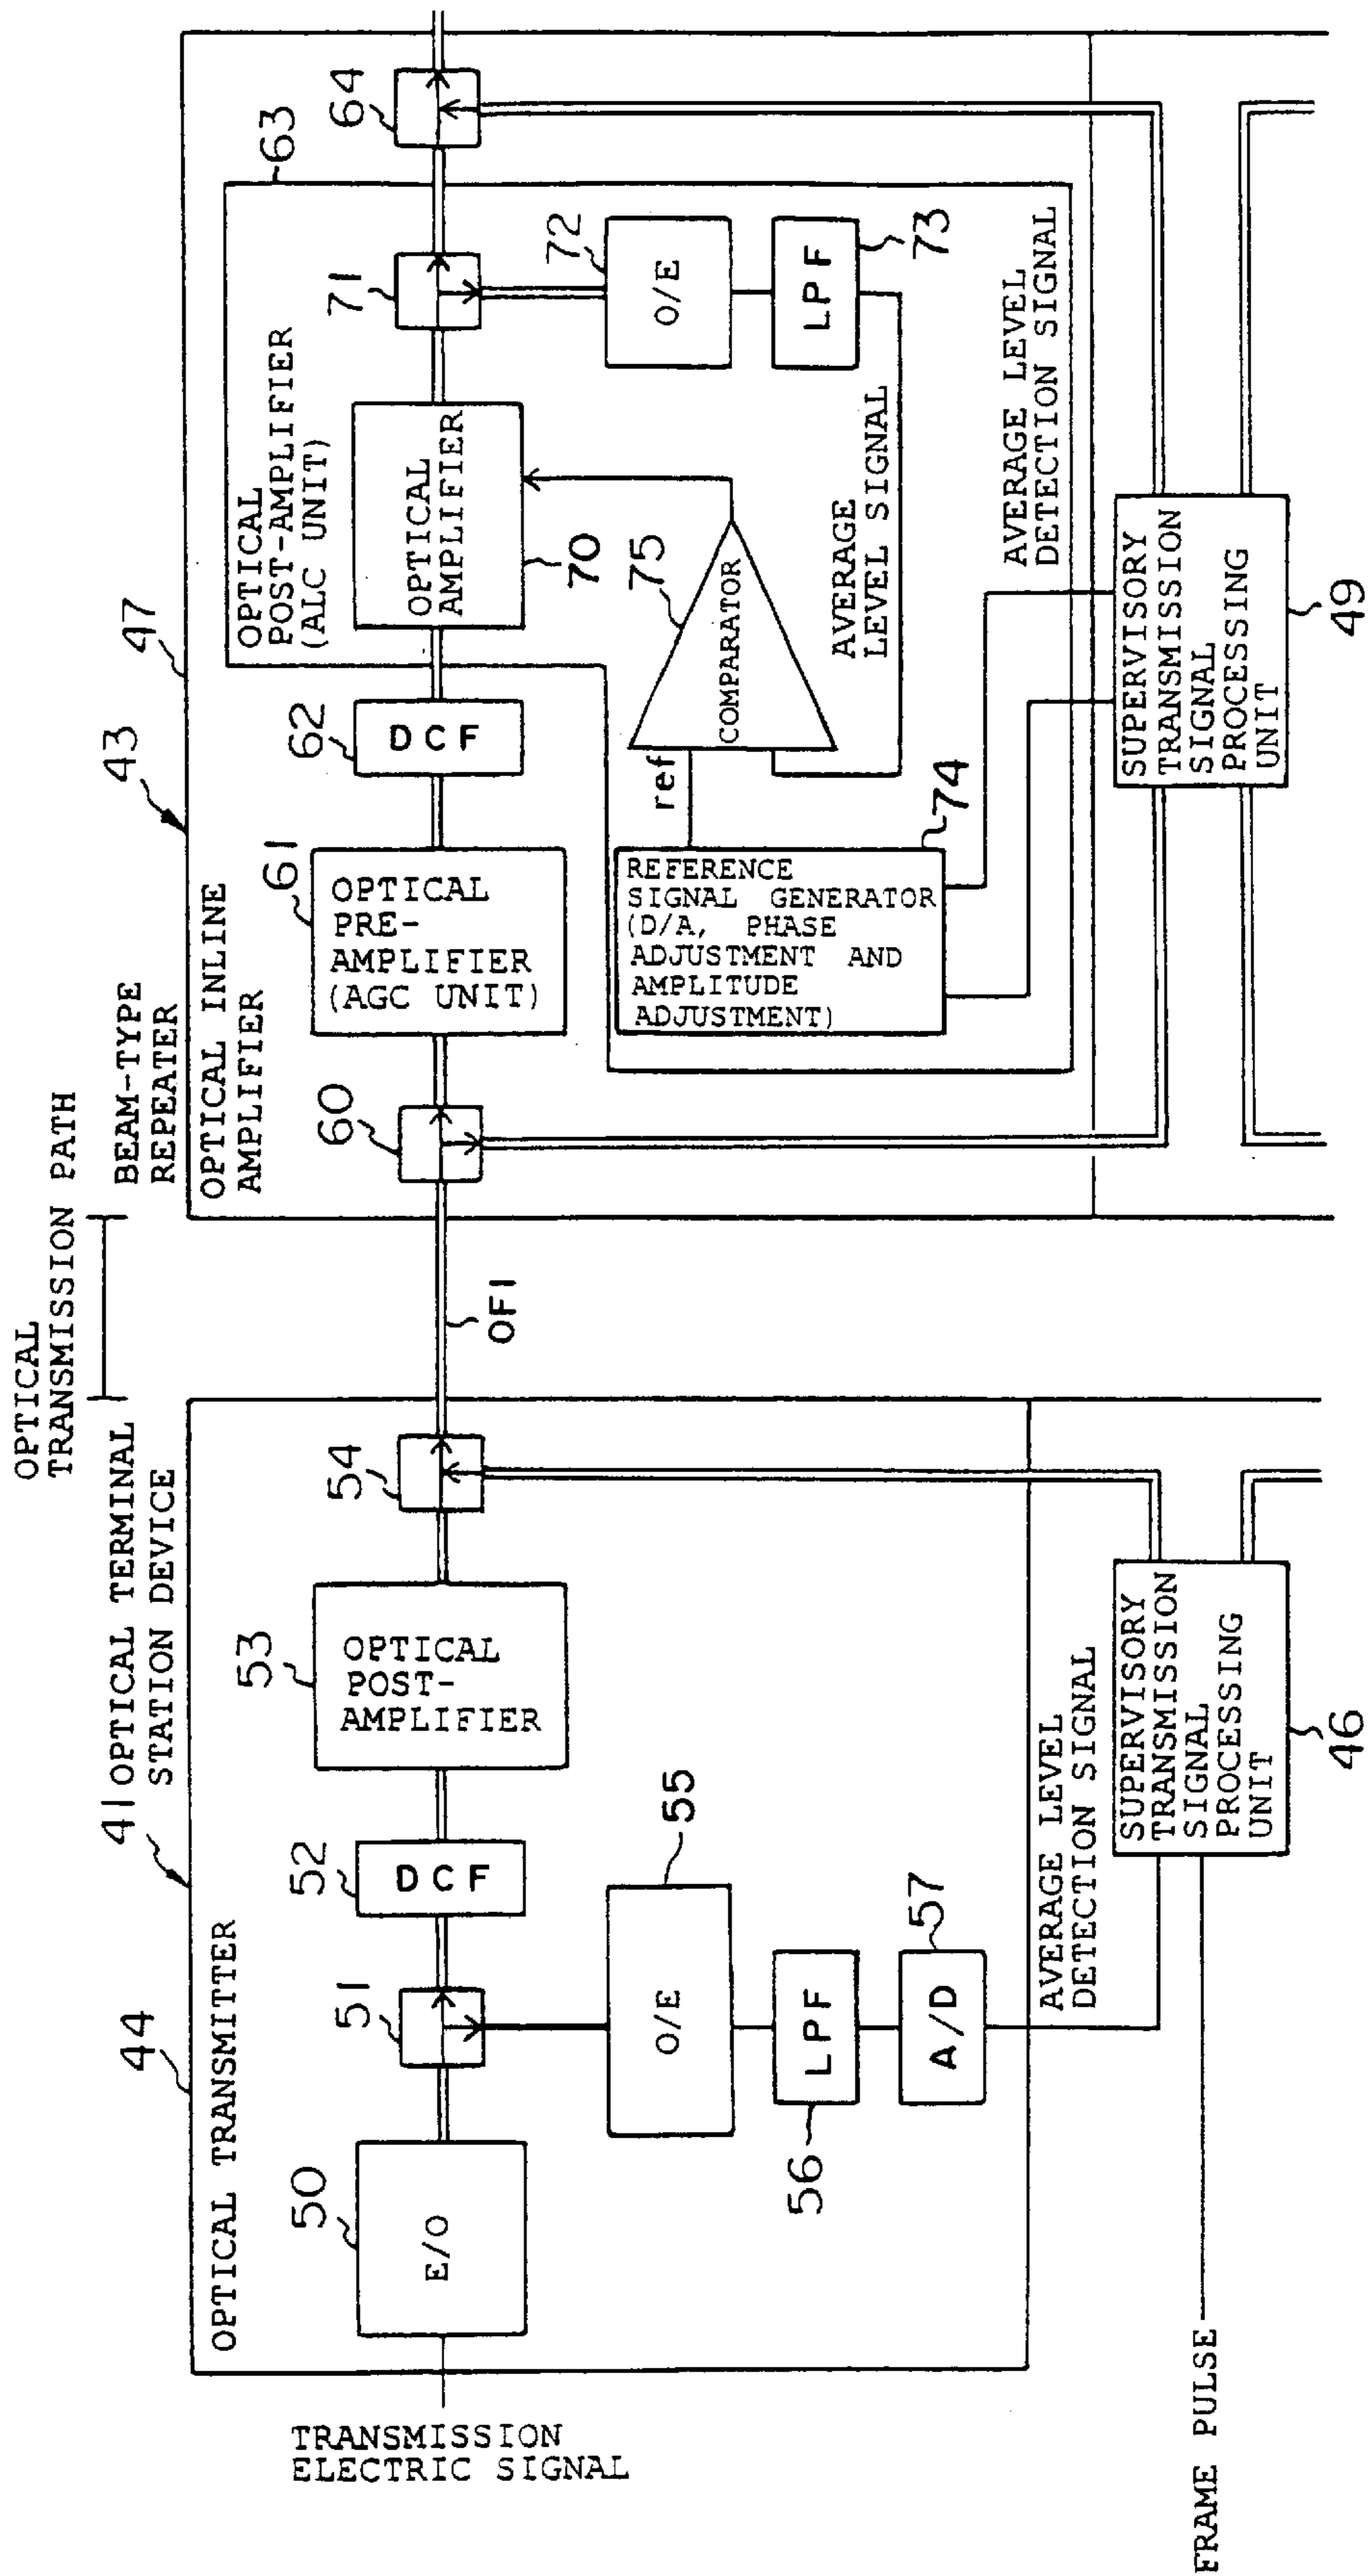 OPTICAL
TRANSMISSION PATH
41
OPTICAL TERMINAL
STATION DEVICE
44
OPTICAL TRANSMITTER
TRANSMISSION
ELECTRIC SIGNAL
50
E/O
51
52
DCF
53
OPTICAL
POST-
AMPLIFIER
54
55
O/E
56
LPF
57
A/D
AVERAGE LEVEL
DETECTION SIGNAL
FRAME PULSE
SUPERVISORY
TRANSMISSION
SIGNAL
PROCESSING
UNIT
46
OF1
BEAM-TYPE
REPEATER
43
47
OPTICAL INLINE
AMPLIFIER
60
61
OPTICAL
PRE-
AMPLIFIER
(AGC UNIT)
62
DCF
OPTICAL
POST-AMPLIFIER
(ALC UNIT)
63
OPTICAL
AMPLIFIER
70
71
64
72
O/E
LPF
73
75
COMPARATOR
ref
AVERAGE
LEVEL SIGNAL
REFERENCE
SIGNAL GENERATOR
(D/A, PHASE
ADJUSTMENT AND
AMPLITUDE
ADJUSTMENT)
74
AVERAGE LEVEL
DETECTION SIGNAL
SUPERVISORY
TRANSMISSION
SIGNAL
PROCESSING
UNIT
49